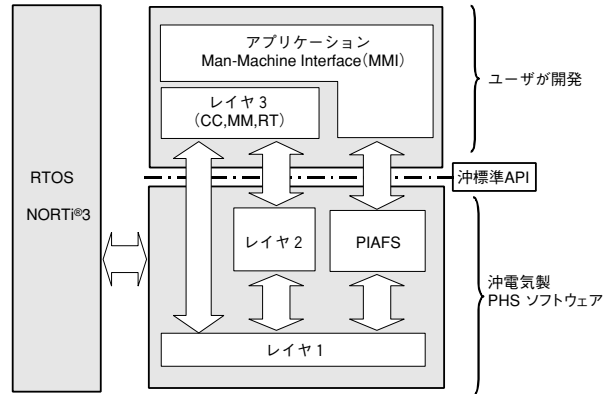 アプリケーション
Man-Machine Interface(MMI)
レイヤ3
(CC,MM,RT)
ユーザが開発
RTOS
NORTi®3
沖標準API
レイヤ2
PIAFS
沖電気製
PHS ソフトウェア
レイヤ1